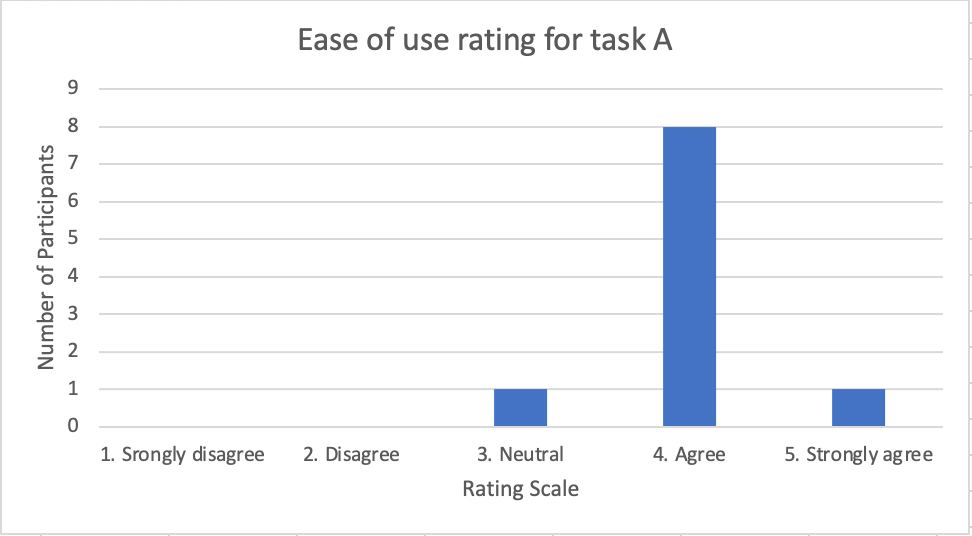 Ease of use rating for task A
9
8
7
6
5
4
3
2
1
0
Number of Participants
1. Srongly disagree 2. Disagree 3. Neutral 4. Agree 5. Strongly agree
Rating Scale